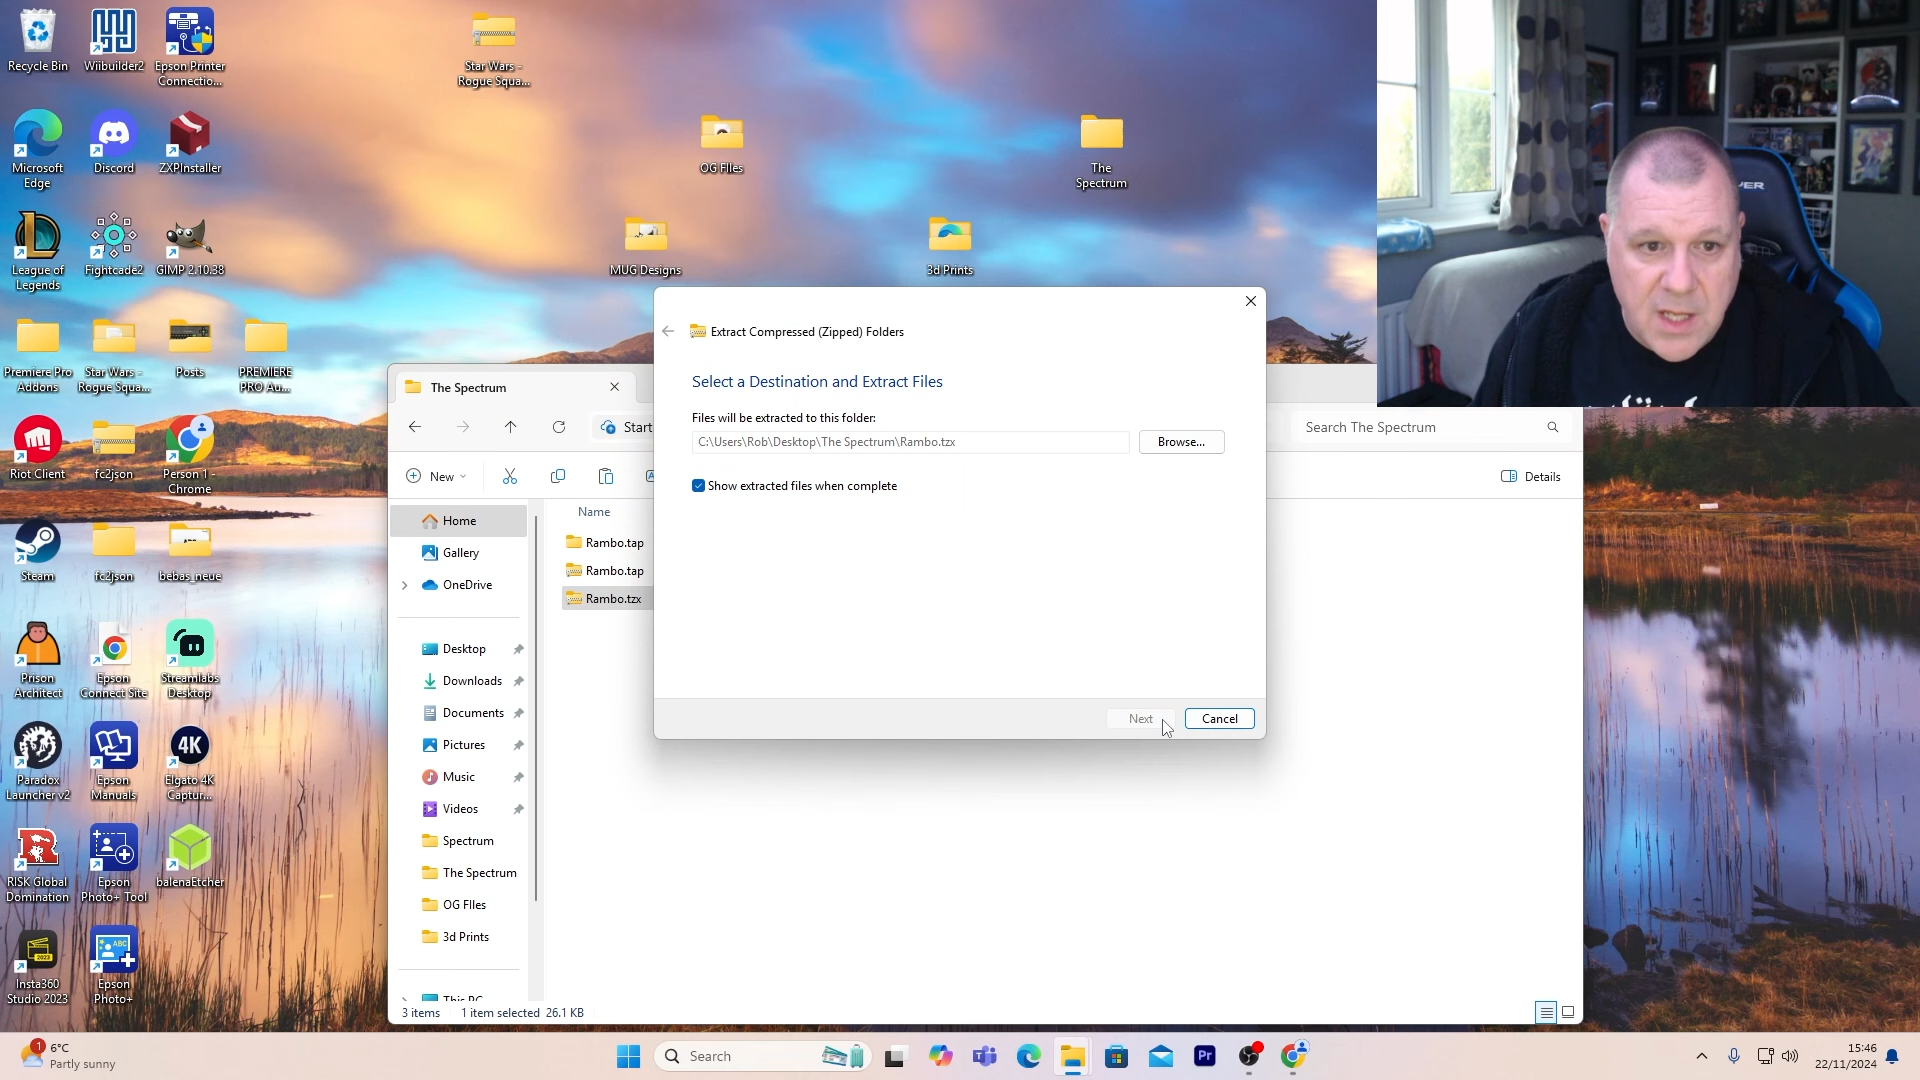 Recycle Bin
Wiibuilder2
Epson Printer
Connectio...
Star Wars -
Rogue Squa...
Microsoft
Edge
Discord
ZXPInstaller
OG FIles
The
Spectrum
League of
Legends
Fightcade2
GIMP 2.10.38
MUG Designs
3d Prints
Premiere Pro
Addons
Star Wars -
Rogue Squa...
Posts
PREMIERE
PRO Au...
Riot Client
fc2json
Person 1 -
Chrome
Steam
fc2json
bebas_neue
Prison
Architect
Epson
Connect Site
Streamlabs
Desktop
Paradox
Launcher v2
Epson
Manuals
4K
Elgato 4K
Captur...
RISK Global
Domination
Epson
Photo+ Tool
balenaEtcher
Insta360
Studio 2023
Epson
Photo+
The Spectrum
Start
Search The Spectrum
New
Details
Home
Gallery
OneDrive
Desktop
Downloads
Documents
Pictures
Music
Videos
Spectrum
The Spectrum
OG FIles
3d Prints
This PC
Name
Rambo.tap
Rambo.tap
Rambo.tzx
3 items
1 item selected 26.1 KB
Extract Compressed (Zipped) Folders
Select a Destination and Extract Files
Files will be extracted to this folder:
C:\Users\Rob\Desktop\The Spectrum\Rambo.tzx
Browse...
Show extracted files when complete
Next
Cancel
1
6°C
Partly sunny
Search
Pr
15:46
22/11/2024